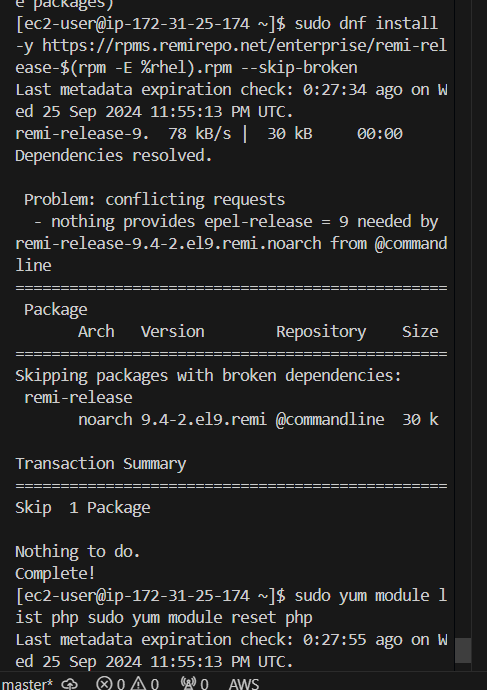 e packages)
[ec2-user@ip-172-31-25-174 ~]$ sudo dnf install
-y https://rpms.remirepo.net/enterprise/remi-rel
ease-$(rpm -E %rhel).rpm --skip-broken
Last metadata expiration check: 0:27:34 ago on W
ed 25 Sep 2024 11:55:13 PM UTC.
remi-release-9.  78 kB/s |  30 kB     00:00
Dependencies resolved.

 Problem: conflicting requests
  - nothing provides epel-release = 9 needed by
remi-release-9.4-2.el9.remi.noarch from @command
line
================================================
 Package
       Arch   Version        Repository    Size
================================================
Skipping packages with broken dependencies:
 remi-release
       noarch 9.4-2.el9.remi @commandline  30 k

Transaction Summary
================================================
Skip  1 Package

Nothing to do.
Complete!
[ec2-user@ip-172-31-25-174 ~]$ sudo yum module l
ist php sudo yum module reset php
Last metadata expiration check: 0:27:55 ago on W
ed 25 Sep 2024 11:55:13 PM UTC.
master* 0 0 0 AWS